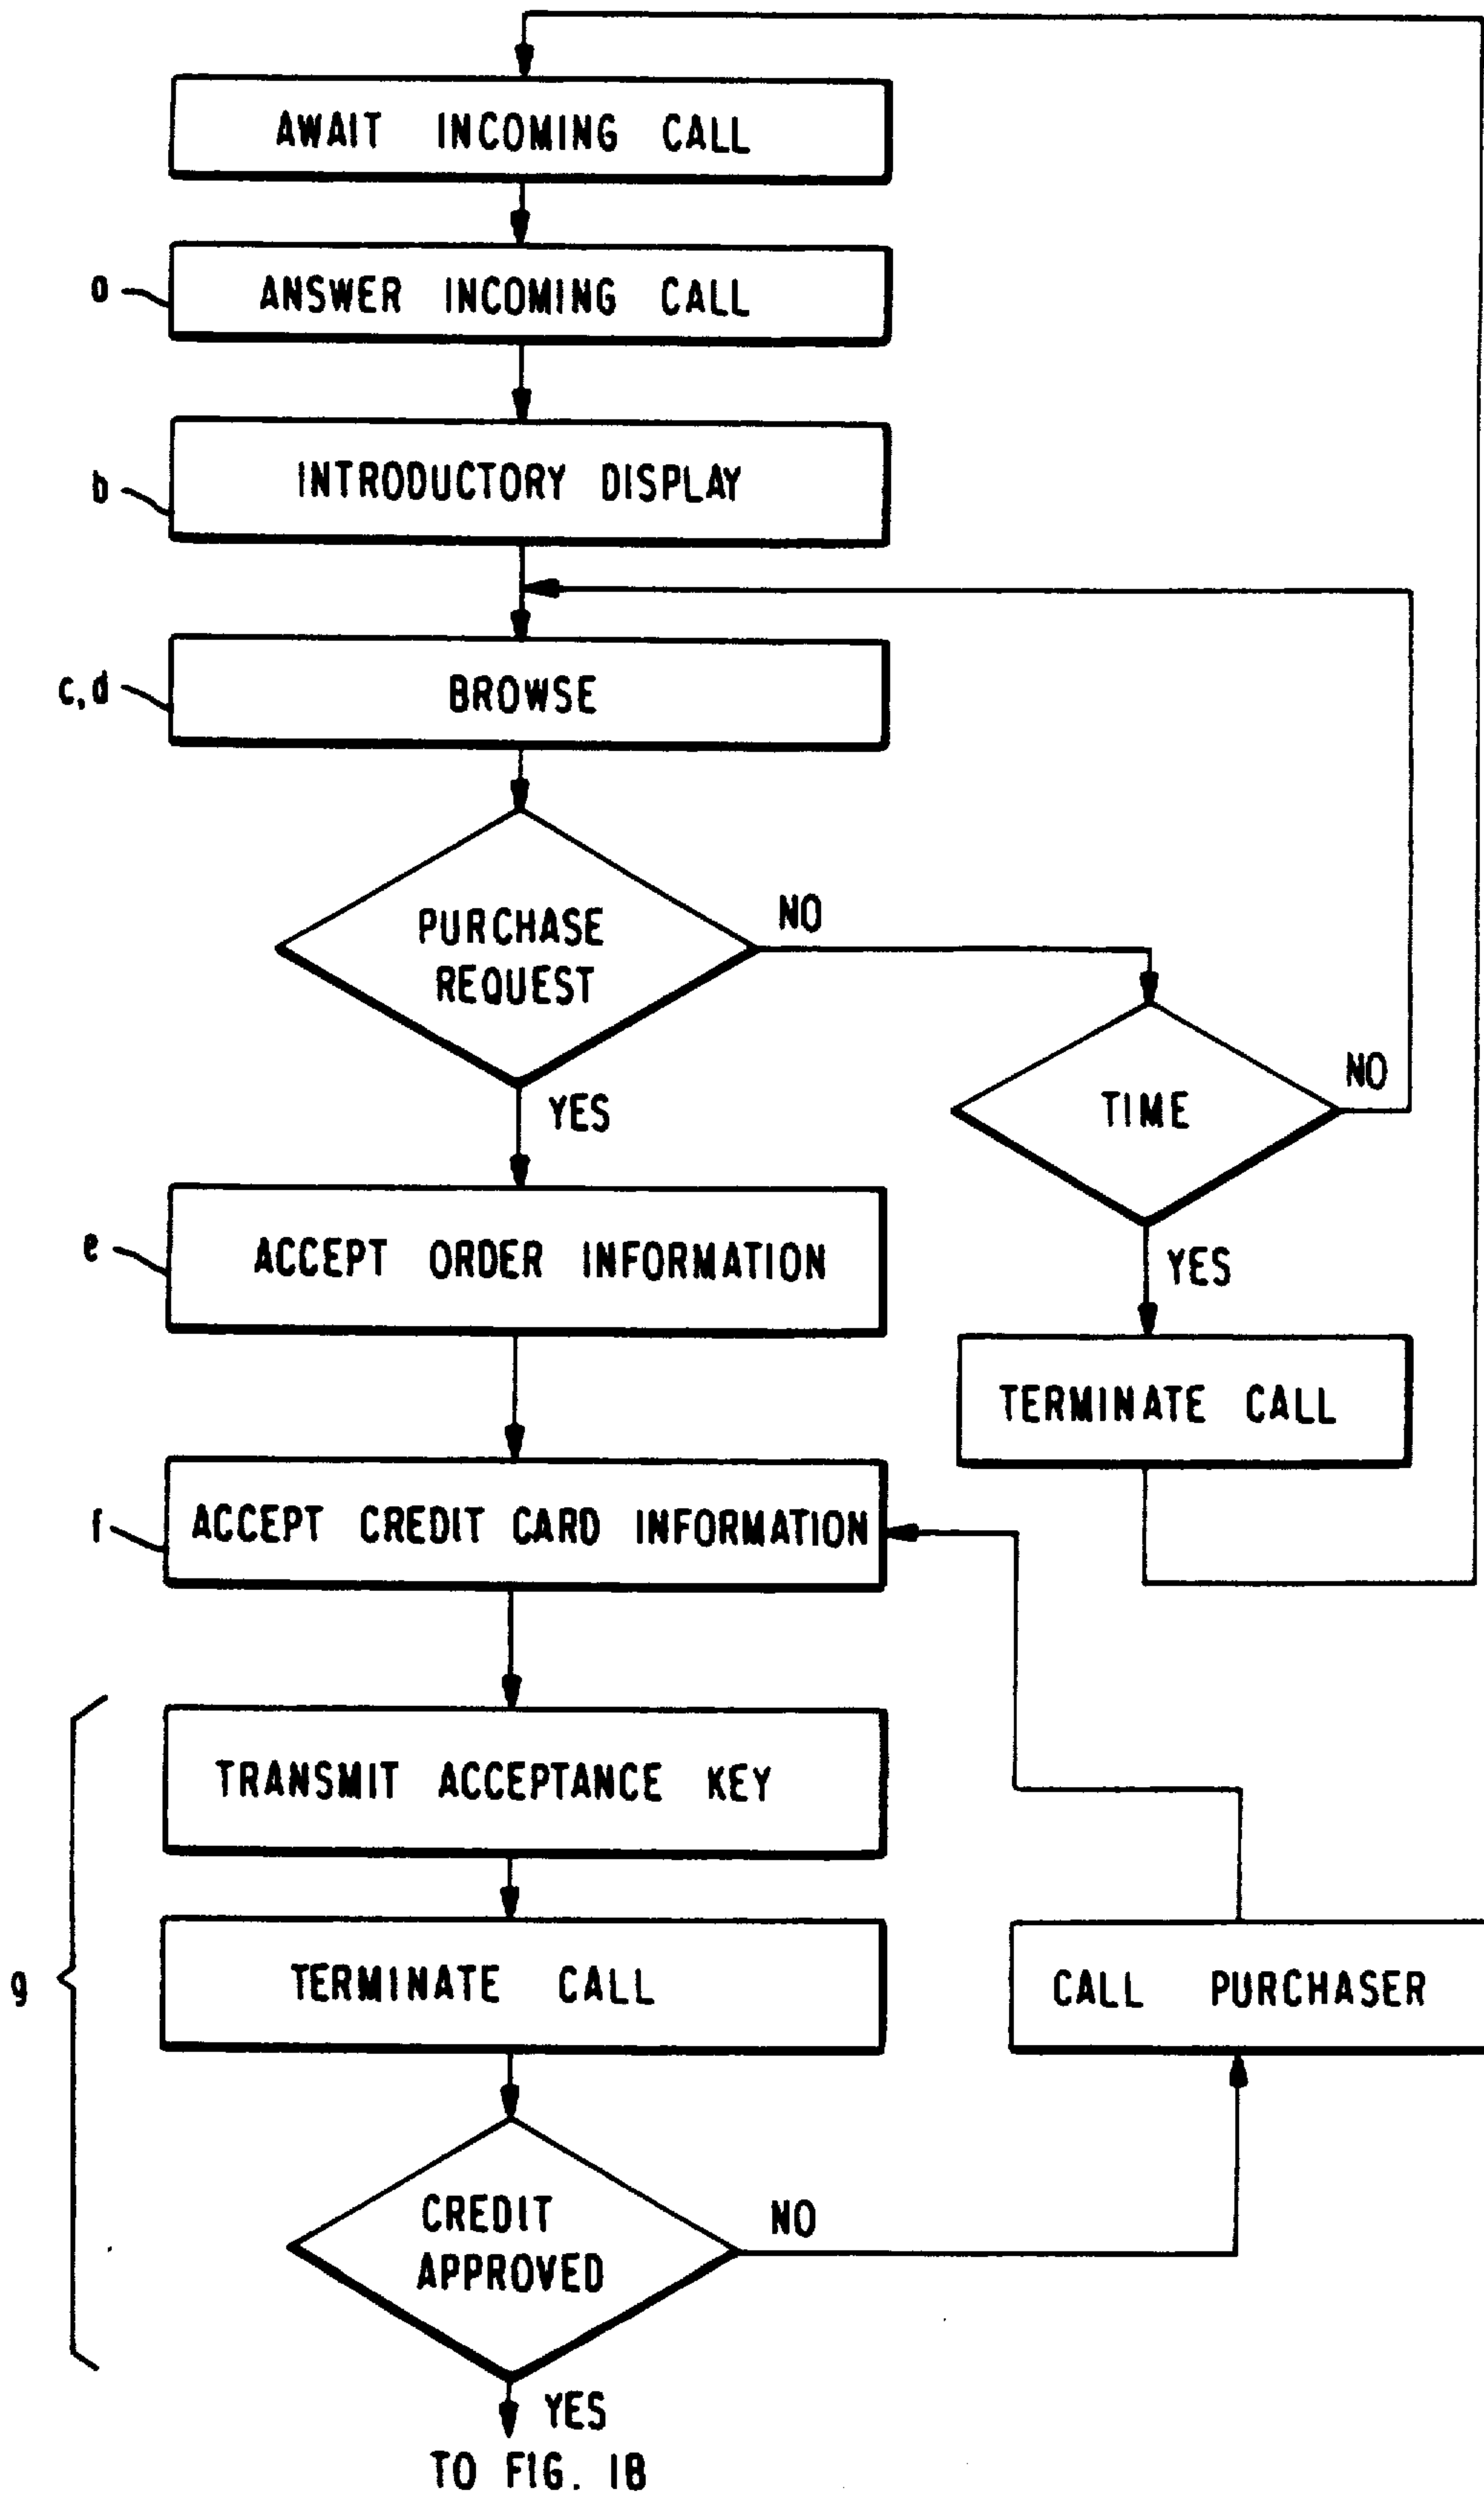 AWAIT INCOMING CALL
a
ANSWER INCOMING CALL
b
INTRODUCTORY DISPLAY
c,d
BROWSE
PURCHASE
REQUEST
NO
YES
TIME
NO
YES
e
ACCEPT ORDER INFORMATION
TERMINATE CALL
f
ACCEPT CREDIT CARD INFORMATION
g
TRANSMIT ACCEPTANCE KEY
TERMINATE CALL
CALL PURCHASER
CREDIT
APPROVED
NO
YES
TO FIG. 1B